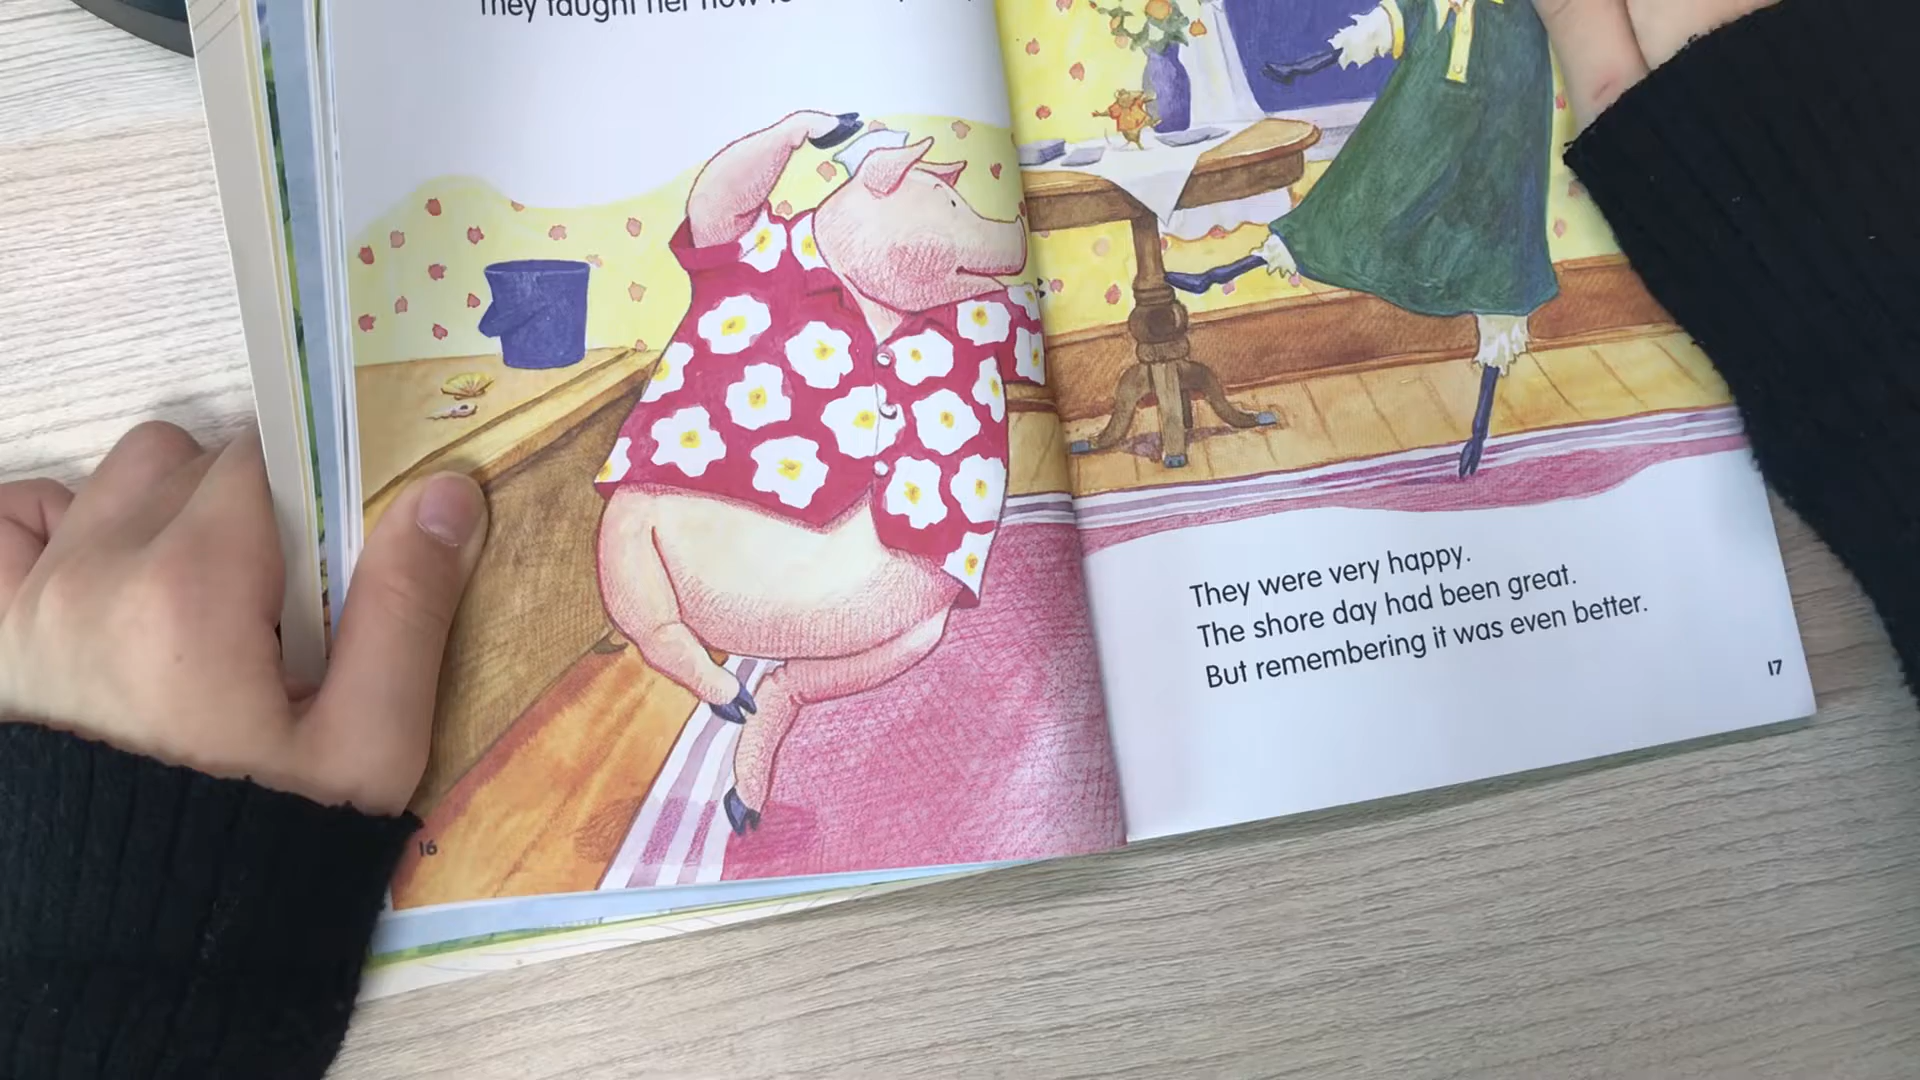 They taught her how to
16
They were very happy.
The shore day had been great.
But remembering it was even better.
17